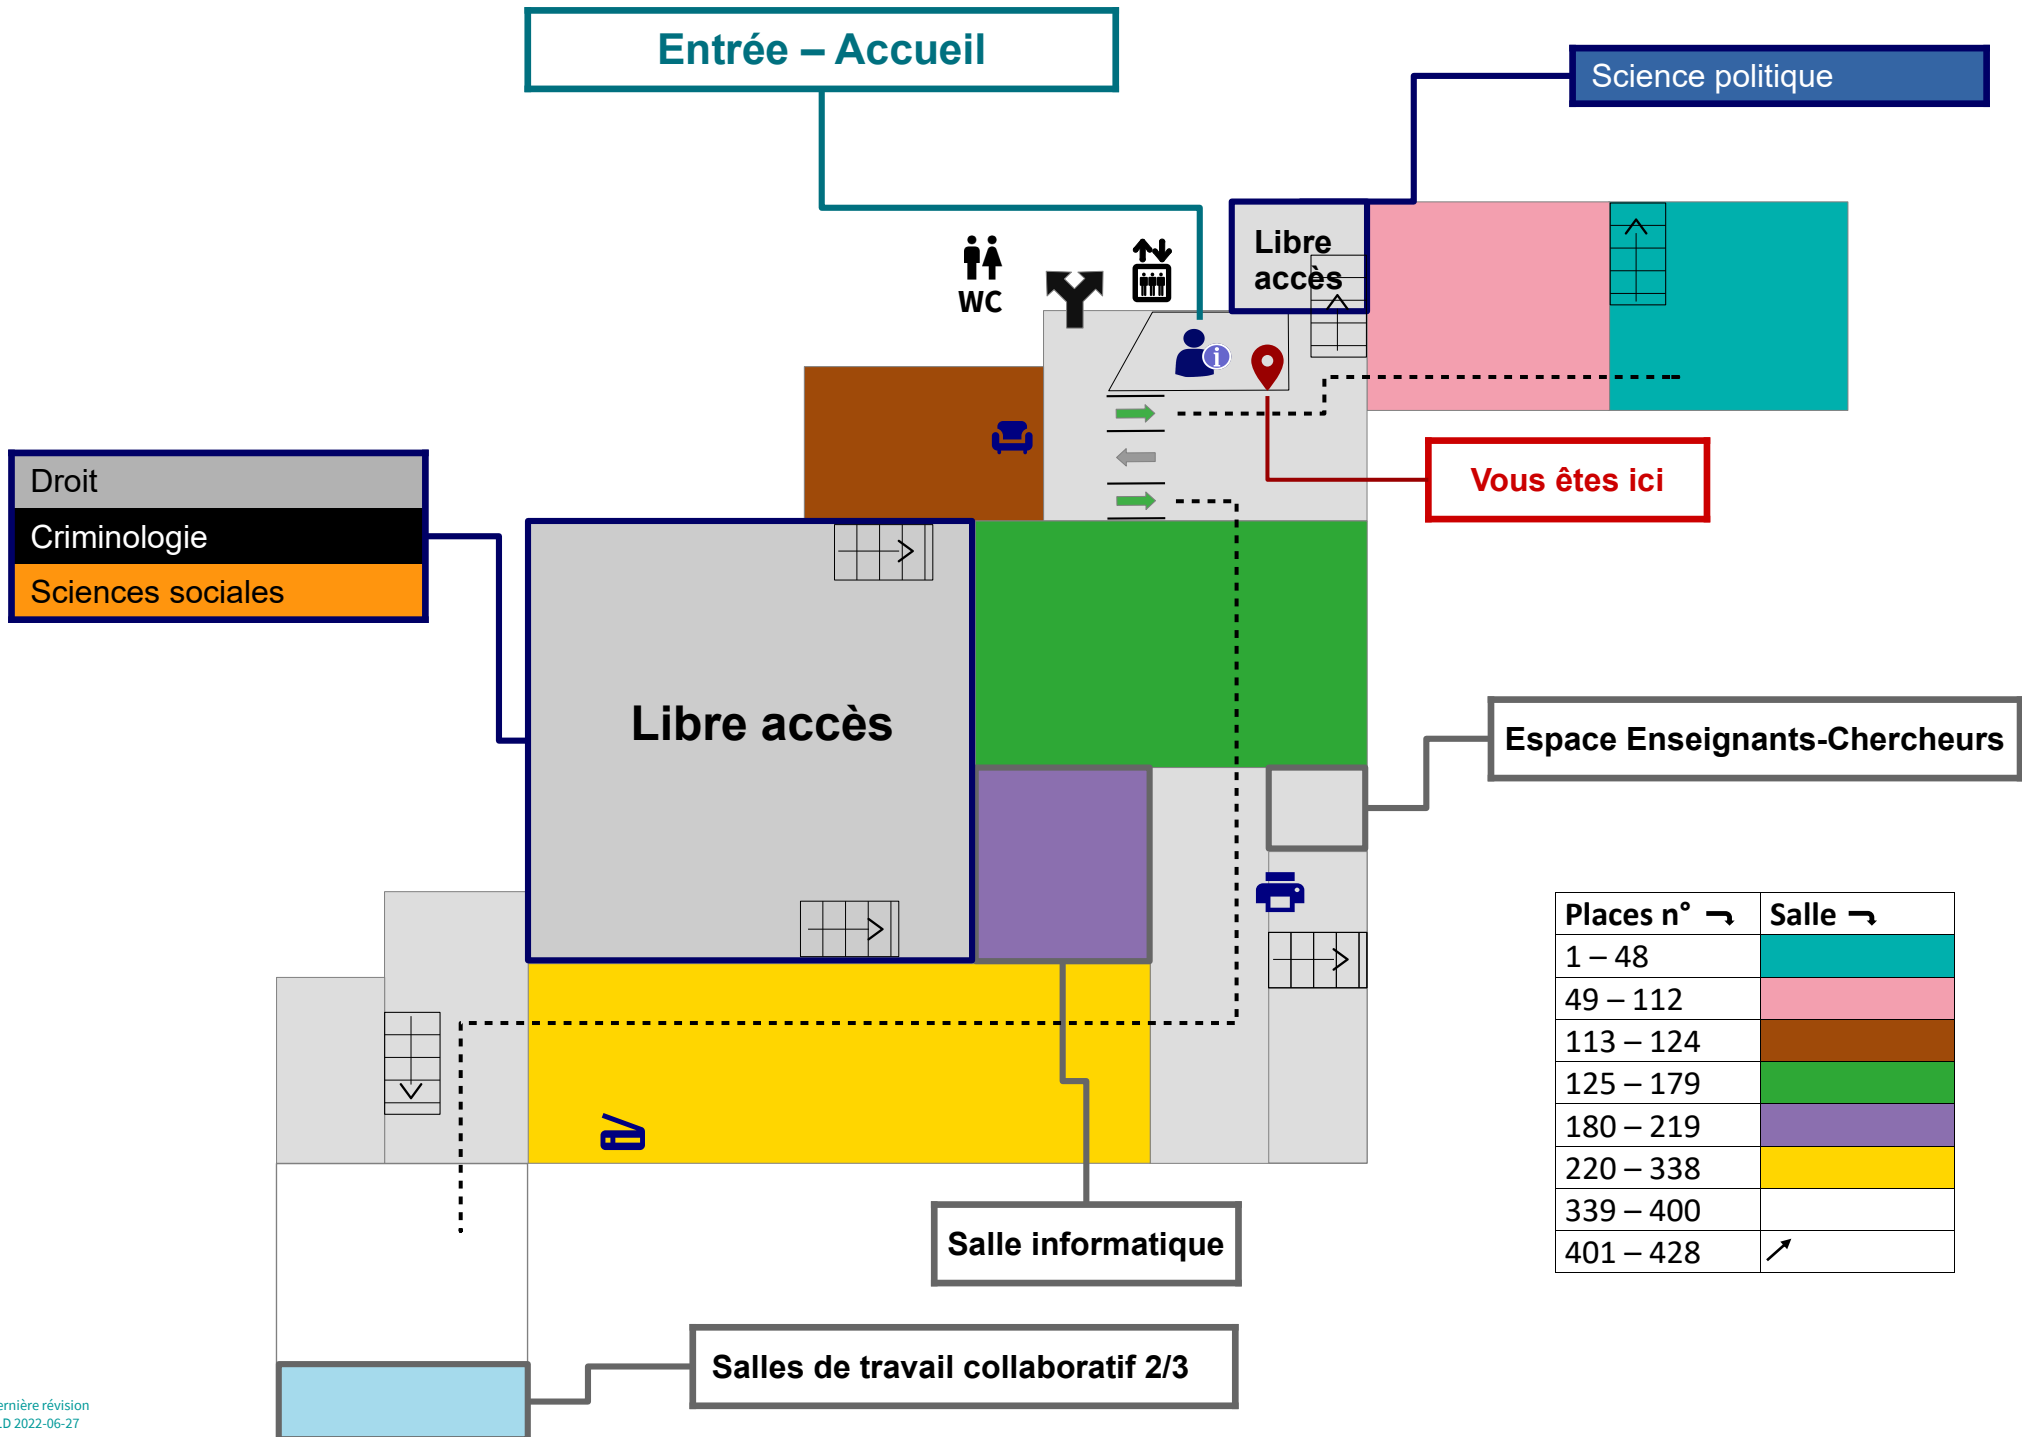 Entrée – Accueil
Science politique
Libre
accès
WC
i
Vous êtes ici
Droit
Criminologie
Sciences sociales
Libre accès
Espace Enseignants-Chercheurs
Places n° Salle
1 – 48
49 – 112
113 – 124
125 – 179
180 – 219
220 – 338
339 – 400
401 – 428
Salle informatique
Salles de travail collaboratif 2/3
ernière révision
D 2022-06-27